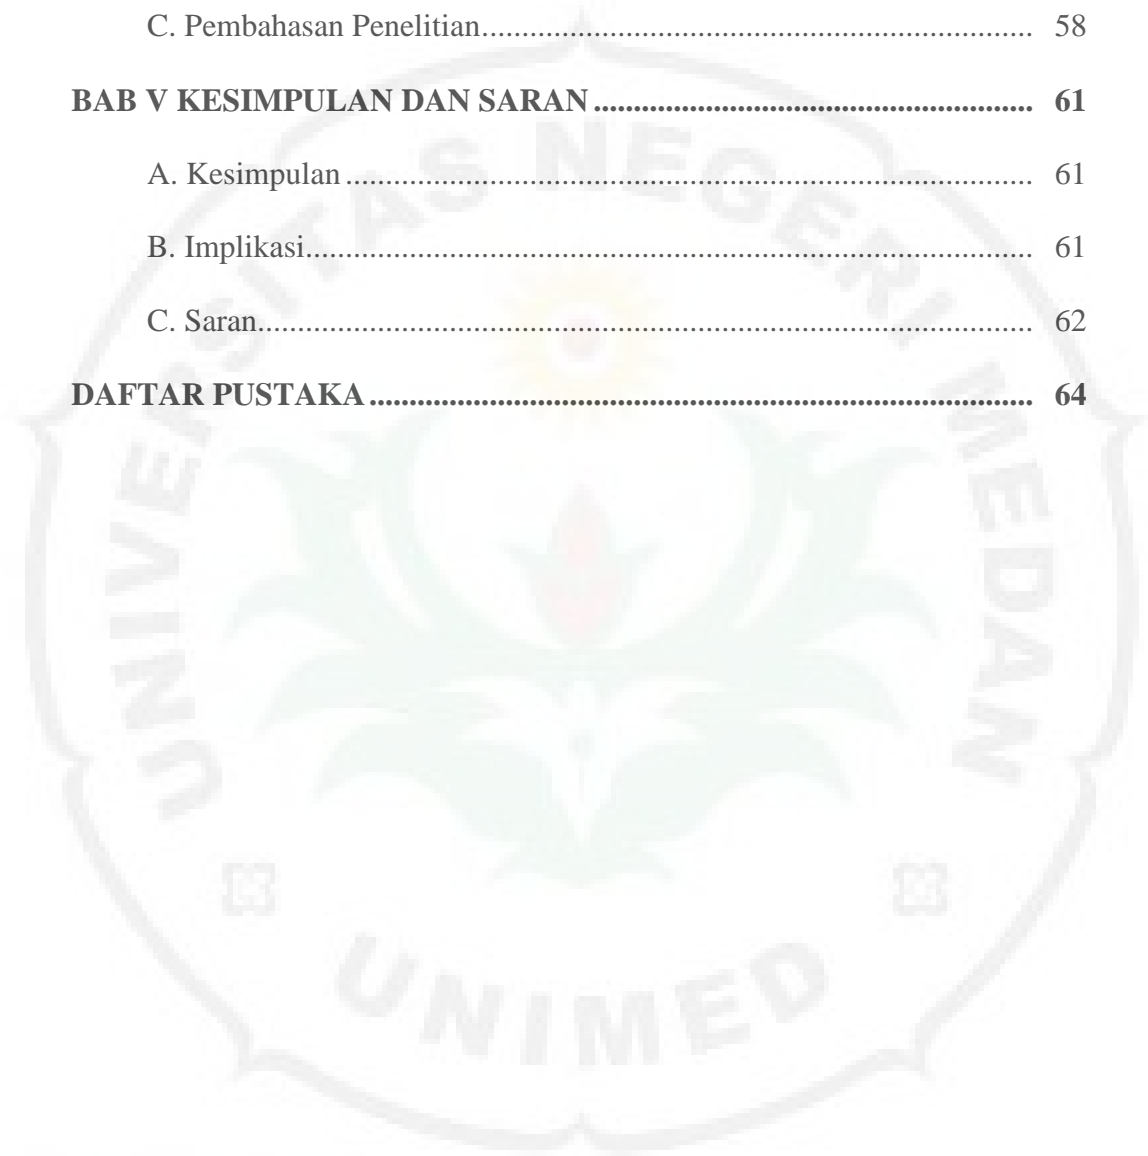 C. Pembahasan Penelitian...................................................................... 58
BAB V KESIMPULAN DAN SARAN....................................................... 61
A. Kesimpulan...................................................................................... 61
B. Implikasi........................................................................................... 61
C. Saran................................................................................................. 62
DAFTAR PUSTAKA................................................................................... 64
UNIVERSITAS NEGERI MEDAN
UNIMED